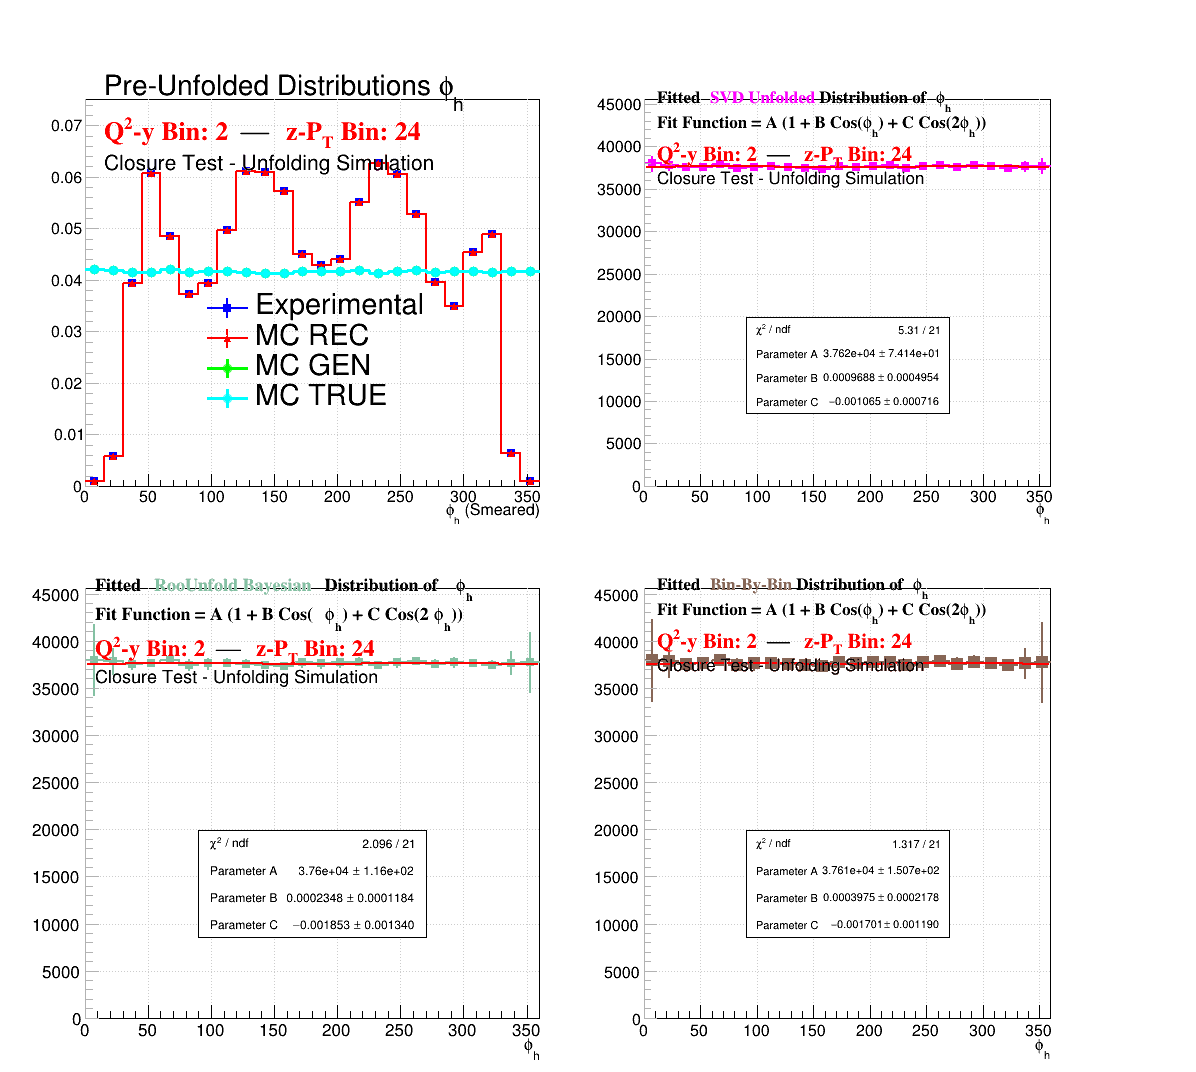 Pre-Unfolded Distributions ϕh
Q²-y Bin: 2 — z-PT Bin: 24
Closure Test - Unfolding Simulation
0.07
0.06
0.05
0.04
0.03
0.02
0.01
0
Experimental
MC REC
MC GEN
MC TRUE
0 50 100 150 200 250 300 350
ϕh (Smeared)
Fitted SVD Unfolded Distribution of ϕh
Fit Function = A (1 + B Cos(ϕh) + C Cos(2ϕh))
Q²-y Bin: 2 — z-PT Bin: 24
Closure Test - Unfolding Simulation
45000
40000
35000
30000
25000
20000
15000
10000
5000
0
χ² / ndf 5.31 / 21
Parameter A 3.762e+04 ± 7.414e+01
Parameter B 0.0009688 ± 0.0004954
Parameter C −0.001065 ± 0.000716
0 50 100 150 200 250 300 350
ϕh
Fitted RooUnfold Bayesian Distribution of ϕh
Fit Function = A (1 + B Cos( ϕh) + C Cos(2 ϕh))
Q²-y Bin: 2 — z-PT Bin: 24
Closure Test - Unfolding Simulation
45000
40000
35000
30000
25000
20000
15000
10000
5000
0
χ² / ndf 2.096 / 21
Parameter A 3.76e+04 ± 1.16e+02
Parameter B 0.0002348 ± 0.0001184
Parameter C −0.001853 ± 0.001340
0 50 100 150 200 250 300 350
ϕh
Fitted Bin-By-Bin Distribution of ϕh
Fit Function = A (1 + B Cos(ϕh) + C Cos(2ϕh))
Q²-y Bin: 2 — z-PT Bin: 24
Closure Test - Unfolding Simulation
45000
40000
35000
30000
25000
20000
15000
10000
5000
0
χ² / ndf 1.317 / 21
Parameter A 3.761e+04 ± 1.507e+02
Parameter B 0.0003975 ± 0.0002178
Parameter C −0.001701 ± 0.001190
0 50 100 150 200 250 300 350
ϕh